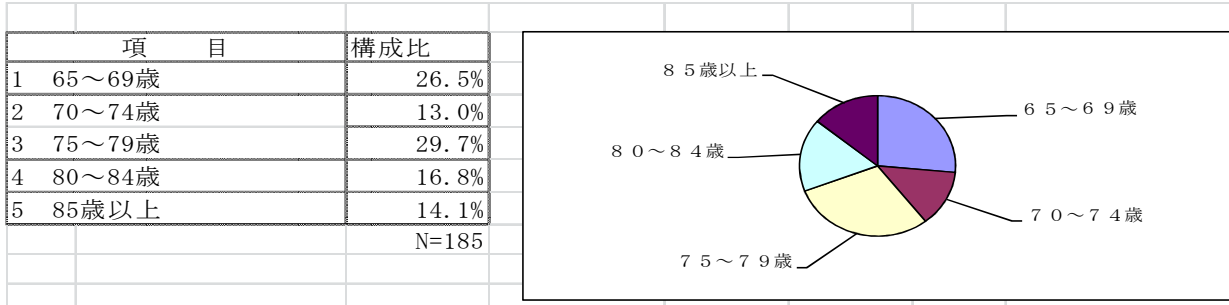 項　　目 構成比
1 65～69歳 26.5%
2 70～74歳 13.0%
3 75～79歳 29.7%
4 80～84歳 16.8%
5 85歳以上 14.1%
N=185
８５歳以上
６５～６９歳
８０～８４歳
７０～７４歳
７５～７９歳